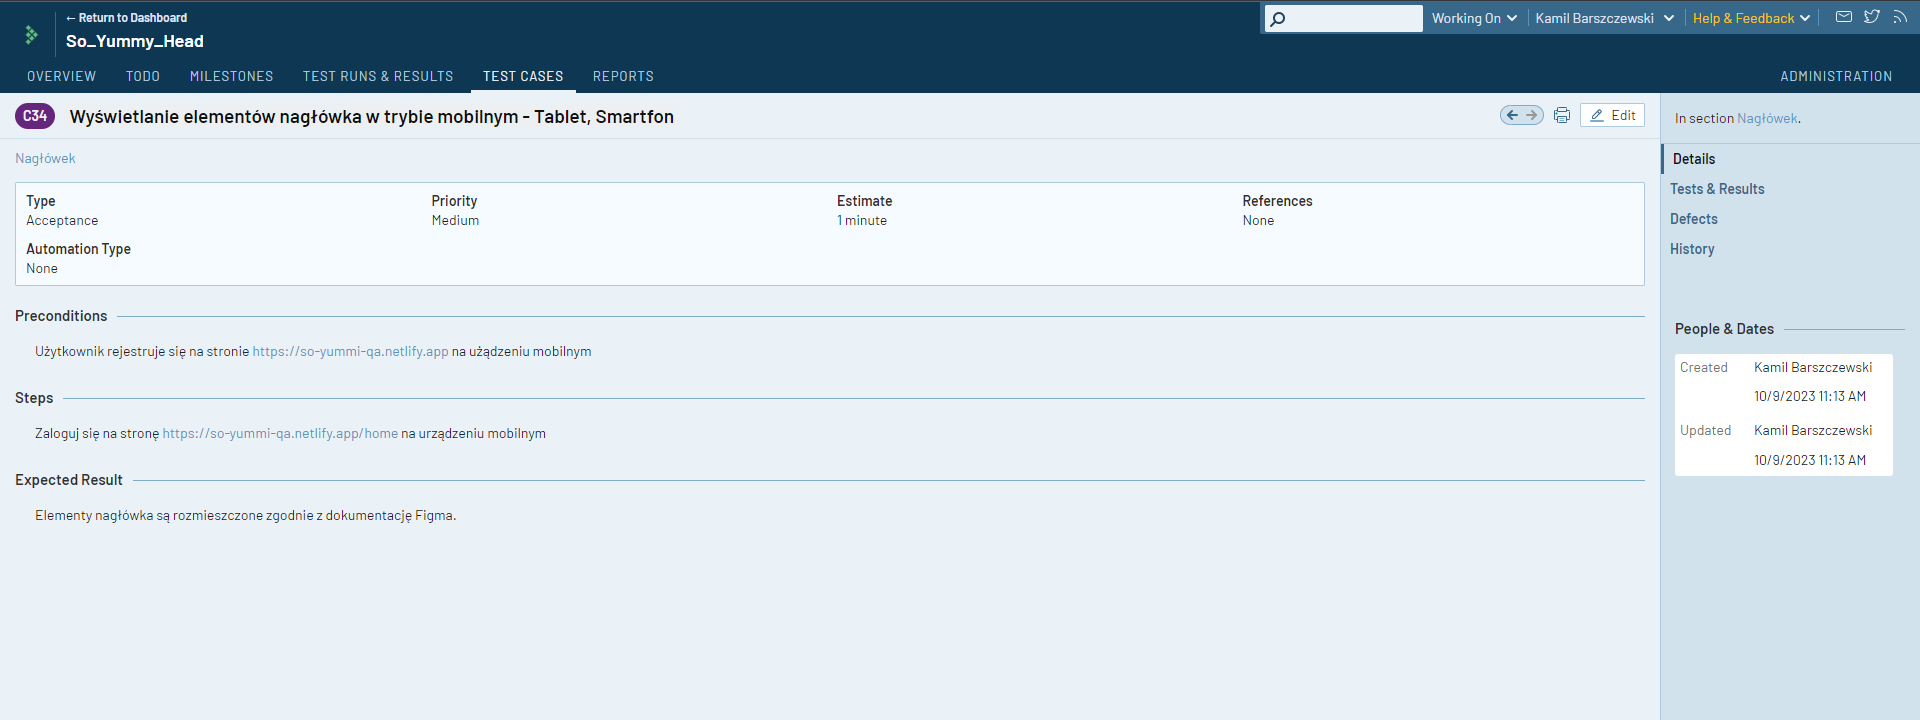 ← Return to Dashboard
So_Yummy_Head
Working On
Kamil Barszczewski
Help & Feedback
OVERVIEW TODO MILESTONES TEST RUNS & RESULTS TEST CASES REPORTS ADMINISTRATION
C34 Wyświetlanie elementów nagłówka w trybie mobilnym - Tablet, Smartfon
Edit
Nagłówek
Type Priority Estimate References
Acceptance Medium 1 minute None
Automation Type
None
Preconditions
Użytkownik rejestruje się na stronie https://so-yummi-qa.netlify.app na użądzeniu mobilnym
Steps
Zaloguj się na stronę https://so-yummi-qa.netlify.app/home na urządzeniu mobilnym
Expected Result
Elementy nagłówka są rozmieszczone zgodnie z dokumentację Figma.
In section Nagłówek.
Details
Tests & Results
Defects
History
People & Dates
Created Kamil Barszczewski
10/9/2023 11:13 AM
Updated Kamil Barszczewski
10/9/2023 11:13 AM